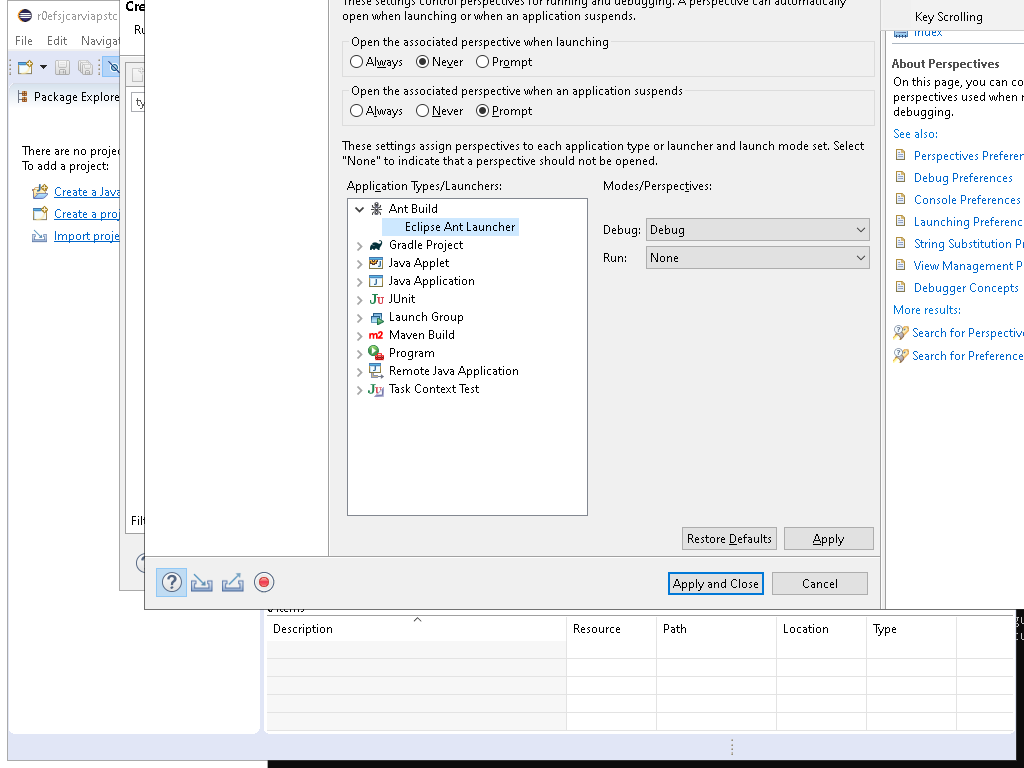 r0efsjcarviapstc
File Edit Navigat
Package Explore
There are no projec
To add a project:
Create a Java
Create a proj
Import proje
Cre
Ru
ty
Filt
These settings control perspectives for running and debugging. A perspective can automatically
open when launching or when an application suspends.
Open the associated perspective when launching
Always Never Prompt
Open the associated perspective when an application suspends
Always Never Prompt
These settings assign perspectives to each application type or launcher and launch mode set. Select
"None" to indicate that a perspective should not be opened.
Application Types/Launchers:
Ant Build
Eclipse Ant Launcher
Gradle Project
Java Applet
Java Application
JUnit
Launch Group
Maven Build
Program
Remote Java Application
Task Context Test
Modes/Perspectives:
Debug: Debug
Run: None
Restore Defaults Apply
Apply and Close Cancel
Key Scrolling
Index
About Perspectives
On this page, you can co
perspectives used when r
debugging.
See also:
Perspectives Preferen
Debug Preferences
Console Preferences
Launching Preferenc
String Substitution Pr
View Management P
Debugger Concepts
More results:
Search for Perspective
Search for Preference
0 items
Description Resource Path Location Type